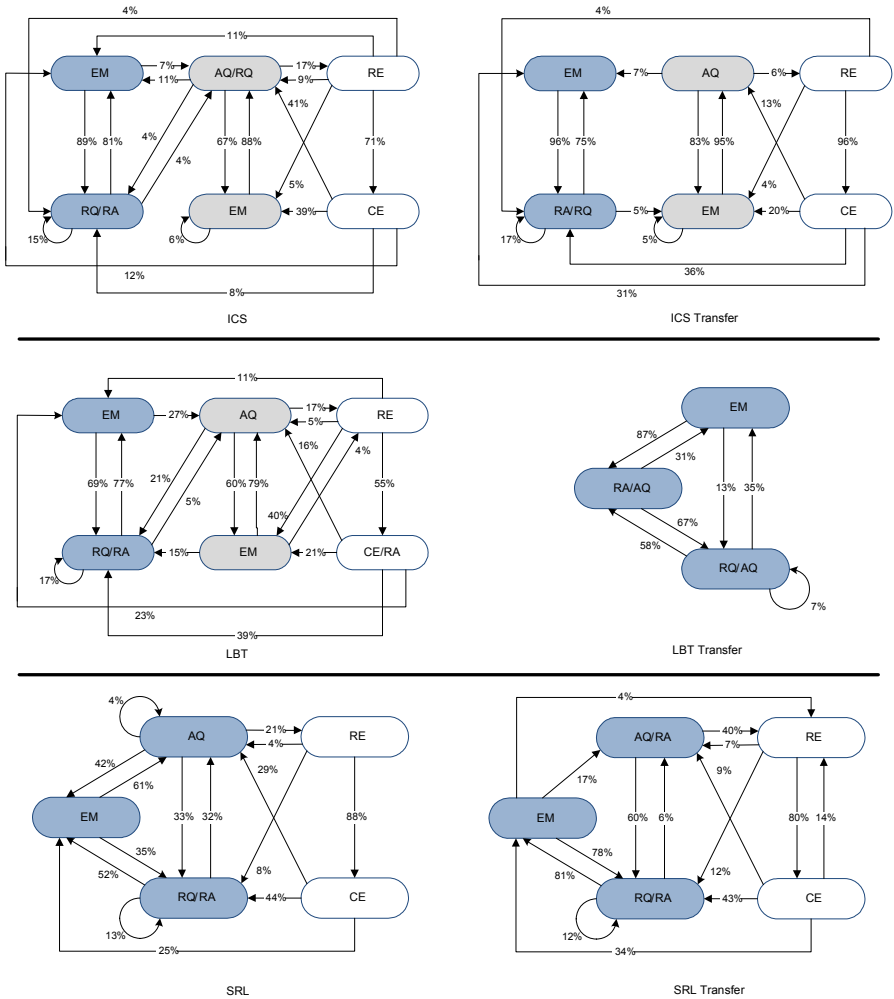 4% 4%
11%
EM 7% AQ/RQ 17% RE EM 7% AQ 6% RE
11% 9%
41% 13%
89% 81% 4% 67% 88% 71% 96% 75% 83% 95% 96%
4%
5% 4%
RQ/RA EM 39% CE RA/RQ 5% EM 20% CE
15% 6% 17% 5%
12% 36%
8% 31%
ICS ICS Transfer
11%
EM 27% AQ 17% RE EM
5%
16% 4% 87% 31%
69% 77% 21% 60% 79% 55% RA/AQ 13% 35%
5%
40% 67%
RQ/RA 15% EM 21% CE/RA 58% RQ/AQ
17% 7%
23%
39%
LBT LBT Transfer
4% 4%
AQ 21% RE AQ/RA 40% RE
4% 7%
42% 29% 9%
61% 17%
EM 33% 32% 88% EM 60% 6% 80% 14%
35% 78%
52% 8% 81% 12%
RQ/RA 44% CE RQ/RA 43% CE
13% 12%
25% 34%
SRL SRL Transfer